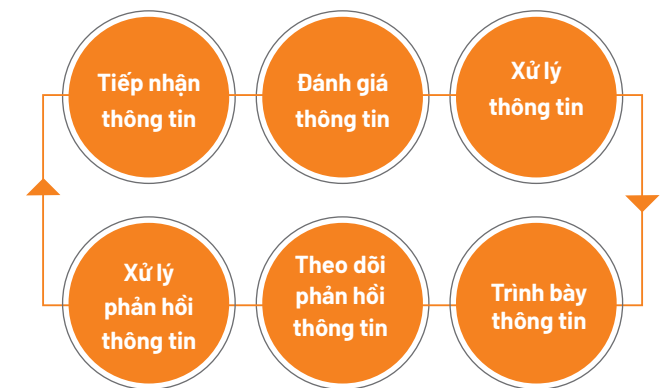 Tiếp nhận
thông tin
Đánh giá
thông tin
Xử lý
thông tin
Xử lý
phản hồi
thông tin
Theo dõi
phản hồi
thông tin
Trình bày
thông tin